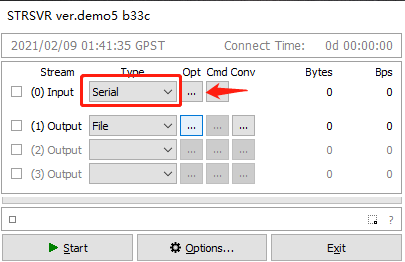 STRSVR ver.demo5 b33c
2021/02/09 01:41:35 GPST Connect Time: 0d 00:00:00
Stream Type Opt Cmd Conv Bytes Bps
(0) Input Serial ... 0 0
(1) Output File ... ... ... 0 0
(2) Output ... ... ... 0 0
(3) Output ... ... ... 0 0
?
Start Options... Exit